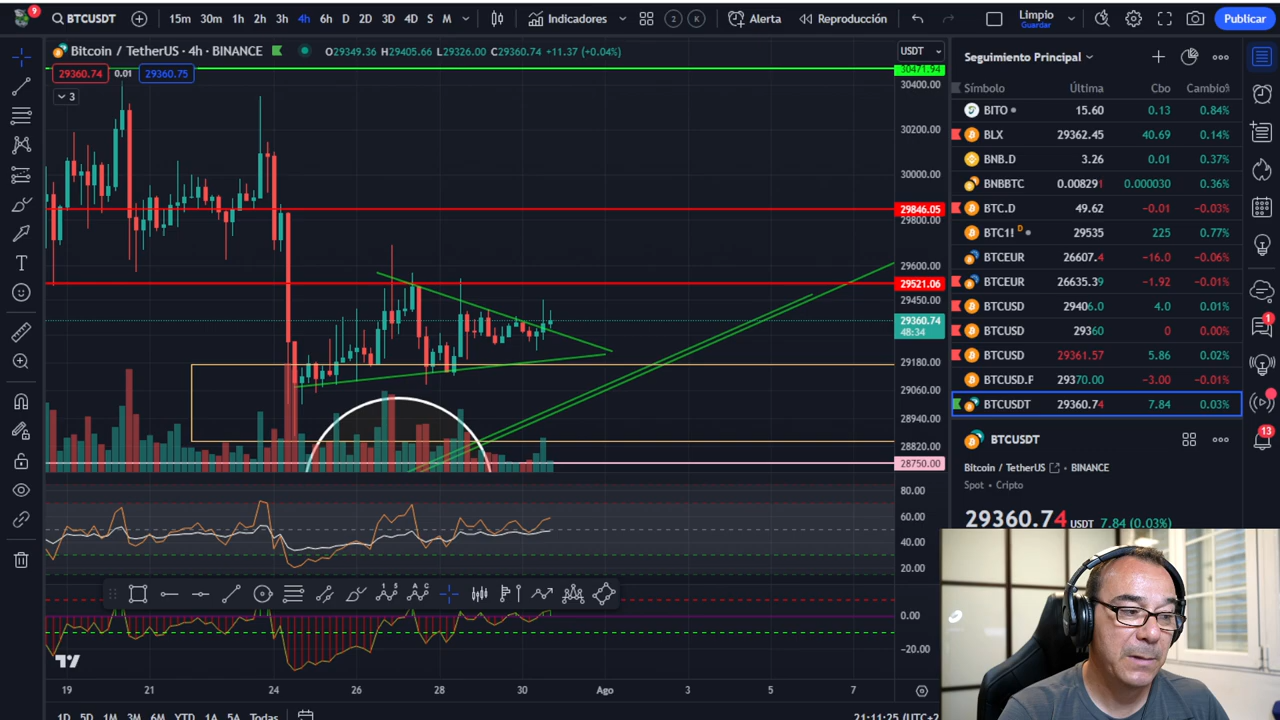 9
BTCUSDT
15m 30m 1h 2h 3h 4h 6h D 2D 3D 4D S M
Indicadores
2 K
Alerta
Reproducción
Limpio
Guardar
Publicar
Bitcoin / TetherUS · 4h · BINANCE
O29349.36 H29405.66 L29326.00 C29360.74 +11.37 (+0.04%)
USDT
29360.74 0.01 29360.75
3
30471.94
30400.00
30200.00
30000.00
29846.05
29800.00
29600.00
29521.06
29450.00
29360.74
48:34
29180.00
29060.00
28940.00
28820.00
28750.00
80.00
60.00
40.00
20.00
0.00
−20.00
19 21 24 26 28 30 Ago 3 5 7
1D 5D 1M 3M 6M YTD 1A 5A Todas
21:11:25 (UTC+2
Seguimiento Principal
Símbolo Última Cbo Cambio%
BITO 15.60 0.13 0.84%
BLX 29362.45 40.69 0.14%
BNB.D 3.26 0.01 0.37%
BNBBTC 0.008291 0.000030 0.36%
BTC.D 49.62 −0.01 −0.03%
BTC1! D 29535 225 0.77%
BTCEUR 26607.4 −16.0 −0.06%
BTCEUR 26635.39 −1.92 −0.01%
BTCUSD 29406.0 4.0 0.01%
BTCUSD 29360 0 0.00%
BTCUSD 29361.57 5.86 0.02%
BTCUSD.P 29370.00 −3.00 −0.01%
BTCUSDT 29360.74 7.84 0.03%
BTCUSDT
Bitcoin / TetherUS · BINANCE
Spot · Cripto
29360.74 USDT 7.84 (0.03%)
1
13